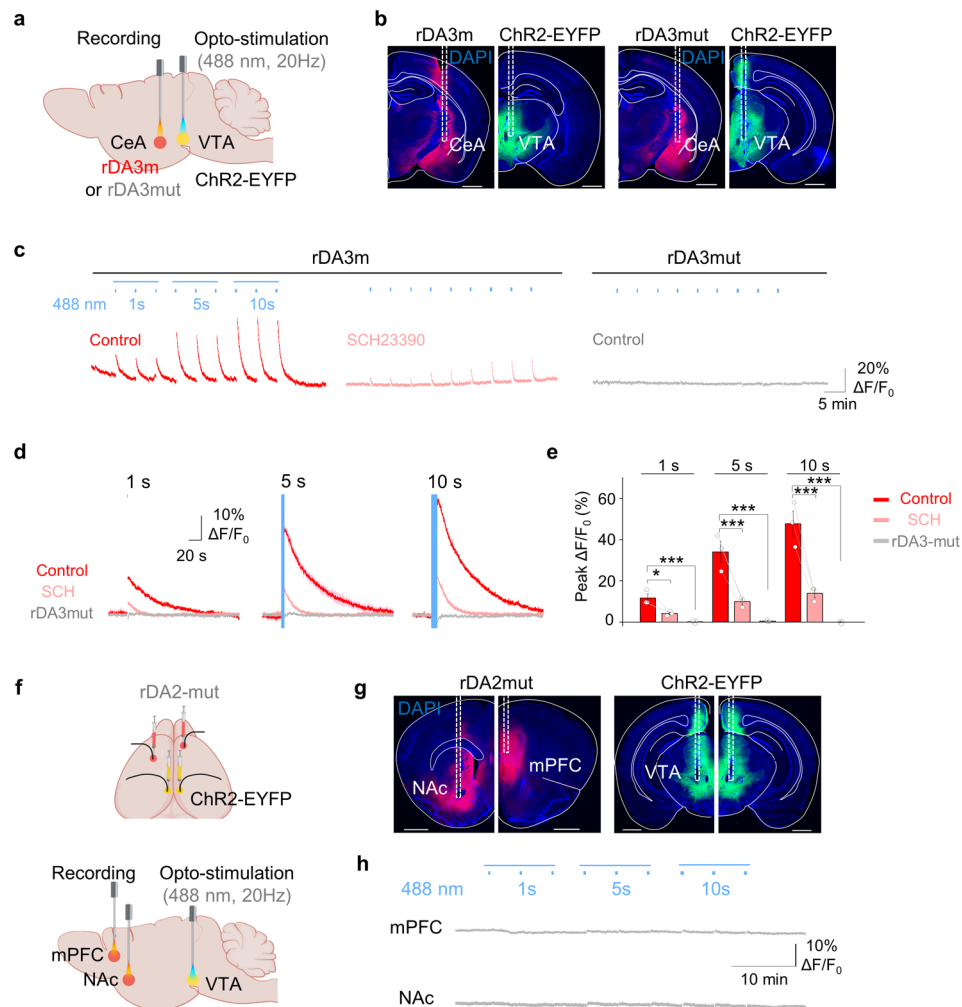 a
Recording
Opto-stimulation
(488 nm, 20Hz)
CeA
VTA
rDA3m
or rDA3mut
ChR2-EYFP
b
rDA3m
ChR2-EYFP
rDA3mut
ChR2-EYFP
DAPI
DAPI
CeA
VTA
CeA
VTA
c
rDA3m
rDA3mut
488 nm
1s
5s
10s
Control
SCH23390
Control
20%
ΔF/F0
5 min
d
1 s
5 s
10 s
10%
ΔF/F0
20 s
Control
SCH
rDA3mut
e
1 s
5 s
10 s
Peak ΔF/F0 (%)
60
40
20
0
*
***
***
***
***
***
Control
SCH
rDA3-mut
f
rDA2-mut
ChR2-EYFP
Recording
Opto-stimulation
(488 nm, 20Hz)
mPFC
NAc
VTA
g
rDA2mut
ChR2-EYFP
DAPI
NAc
mPFC
VTA
h
488 nm
1s
5s
10s
mPFC
10%
ΔF/F0
10 min
NAc